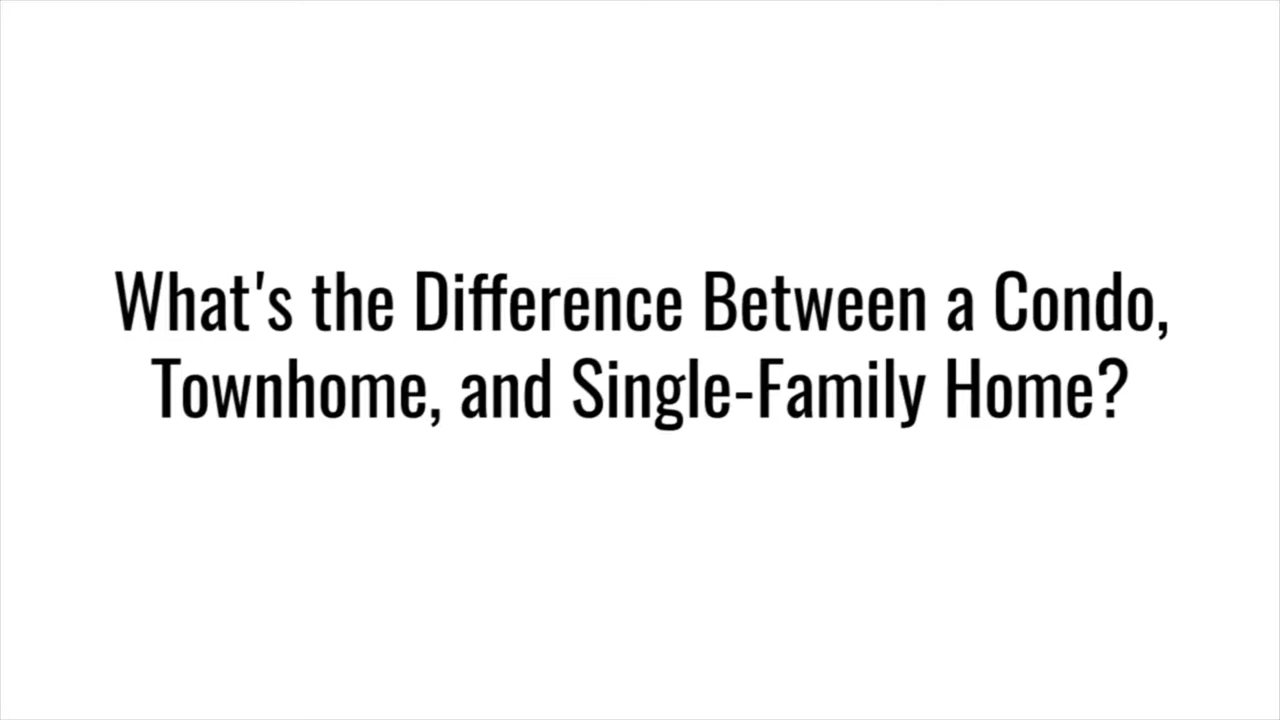 What's the Difference Between a Condo,
Townhome, and Single-Family Home?